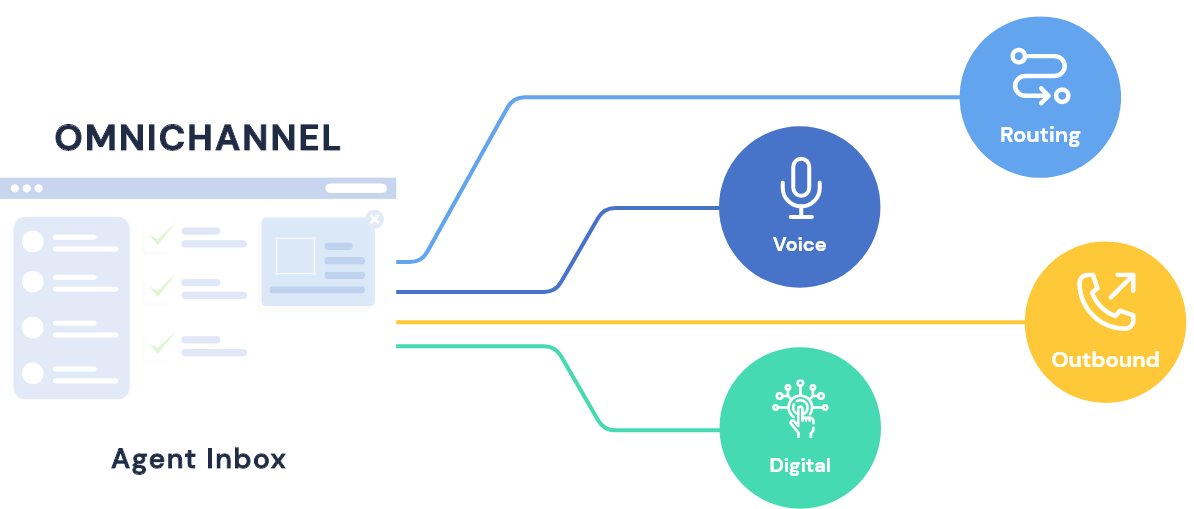 OMNICHANNEL
Agent Inbox
Routing
Voice
Outbound
Digital